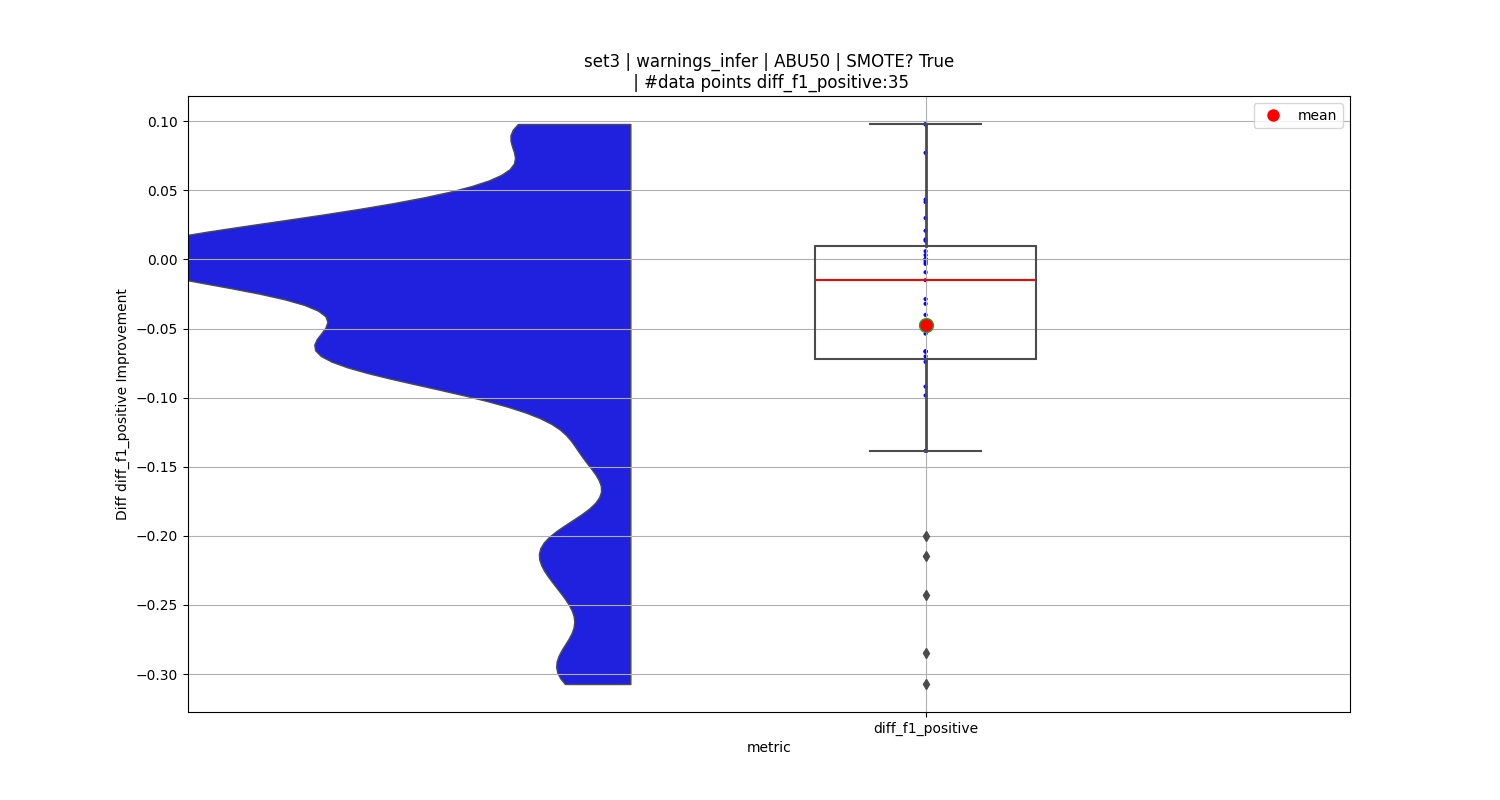 set3 | warnings_infer | ABU50 | SMOTE? True
| #data points diff_f1_positive:35
mean
0.10
0.05
0.00
−0.05
−0.10
−0.15
−0.20
−0.25
−0.30
Diff diff_f1_positive Improvement
diff_f1_positive
metric